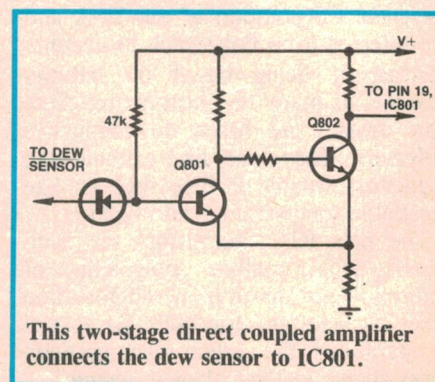 V+
TO PIN 19,
IC801
47k
Q802
TO DEW
SENSOR
Q801
This two-stage direct coupled amplifier
connects the dew sensor to IC801.